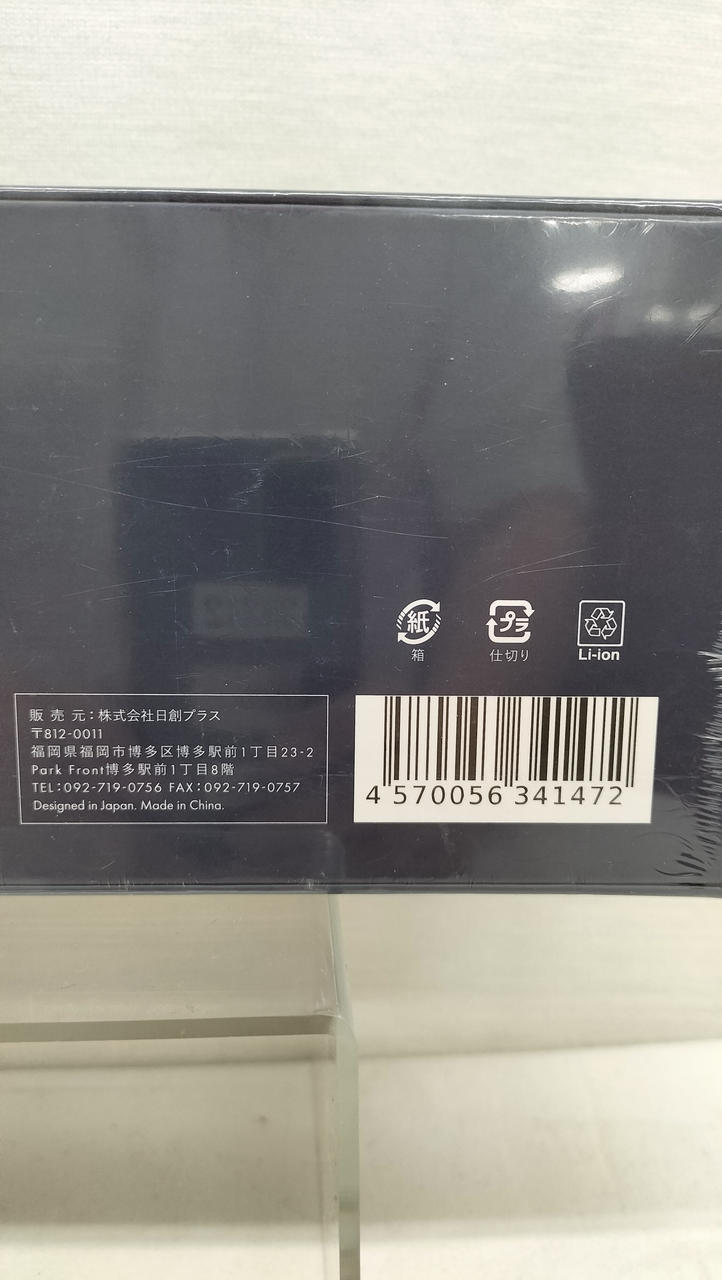 紙
箱
プラ
仕切り
Li-ion
販 売 元：株式会社日創プラス
〒812-0011
福岡県福岡市博多区博多駅前1丁目23-2
Park Front博多駅前1丁目8階
TEL：092-719-0756 FAX：092-719-0757
Designed in Japan. Made in China.
4 570056 341472